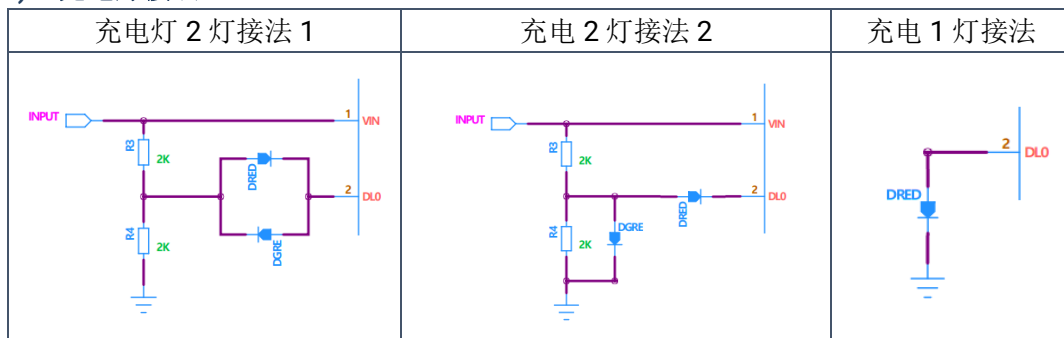 充电灯 2 灯接法 1
充电 2 灯接法 2
充电 1 灯接法
INPUT
1
VIN
R3
2K
DRED
2
DL0
R4
2K
DGRE
INPUT
1
VIN
R3
2K
2
DL0
DRED
R4
2K
DGRE
2
DL0
DRED